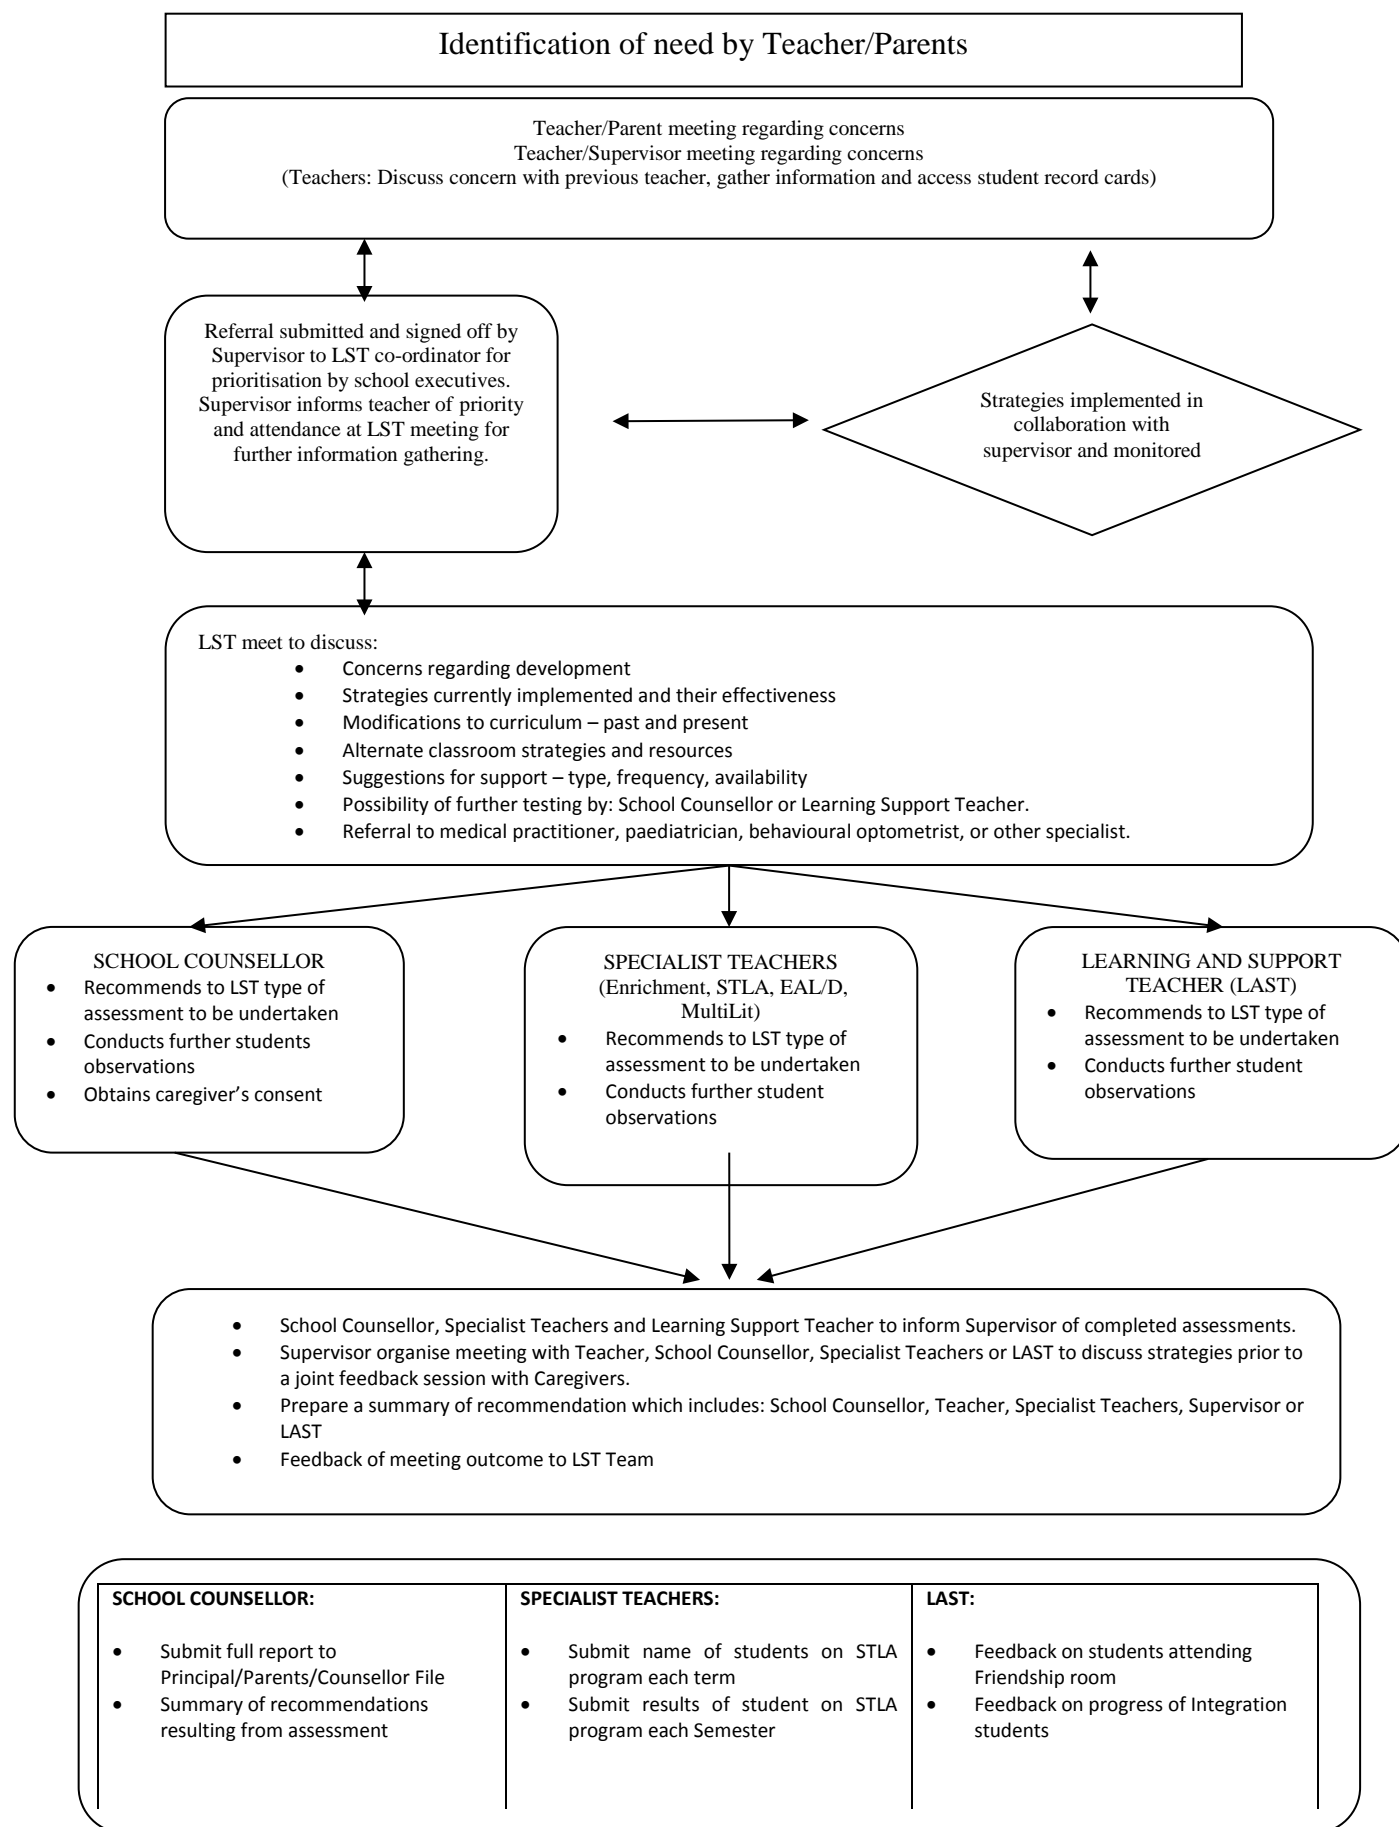 Identification of need by Teacher/Parents
Teacher/Parent meeting regarding concerns
Teacher/Supervisor meeting regarding concerns
(Teachers: Discuss concern with previous teacher, gather information and access student record cards)
Referral submitted and signed off by
Supervisor to LST co-ordinator for
prioritisation by school executives.
Supervisor informs teacher of priority
and attendance at LST meeting for
further information gathering.
Strategies implemented in
collaboration with
supervisor and monitored
LST meet to discuss:
• Concerns regarding development
• Strategies currently implemented and their effectiveness
• Modifications to curriculum – past and present
• Alternate classroom strategies and resources
• Suggestions for support – type, frequency, availability
• Possibility of further testing by: School Counsellor or Learning Support Teacher.
• Referral to medical practitioner, paediatrician, behavioural optometrist, or other specialist.
SCHOOL COUNSELLOR
• Recommends to LST type of
assessment to be undertaken
• Conducts further students
observations
• Obtains caregiver’s consent
SPECIALIST TEACHERS
(Enrichment, STLA, EAL/D,
MultiLit)
• Recommends to LST type of
assessment to be undertaken
• Conducts further student
observations
LEARNING AND SUPPORT
TEACHER (LAST)
• Recommends to LST type of
assessment to be undertaken
• Conducts further student
observations
• School Counsellor, Specialist Teachers and Learning Support Teacher to inform Supervisor of completed assessments.
• Supervisor organise meeting with Teacher, School Counsellor, Specialist Teachers or LAST to discuss strategies prior to
a joint feedback session with Caregivers.
• Prepare a summary of recommendation which includes: School Counsellor, Teacher, Specialist Teachers, Supervisor or
LAST
• Feedback of meeting outcome to LST Team
SCHOOL COUNSELLOR:
• Submit full report to
Principal/Parents/Counsellor File
• Summary of recommendations
resulting from assessment
SPECIALIST TEACHERS:
• Submit name of students on STLA
program each term
• Submit results of student on STLA
program each Semester
LAST:
• Feedback on students attending
Friendship room
• Feedback on progress of Integration
students